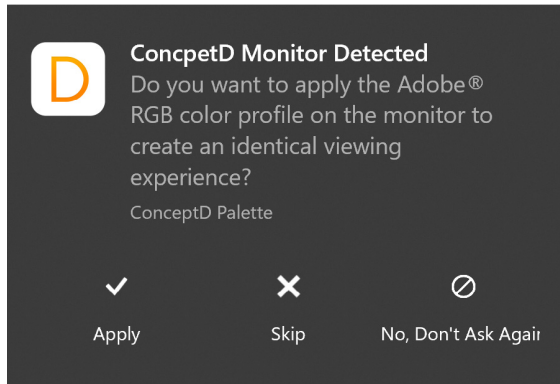 D
ConcpetD Monitor Detected
Do you want to apply the Adobe®
RGB color profile on the monitor to
create an identical viewing
experience?
ConceptD Palette
Apply
Skip
No, Don't Ask Again